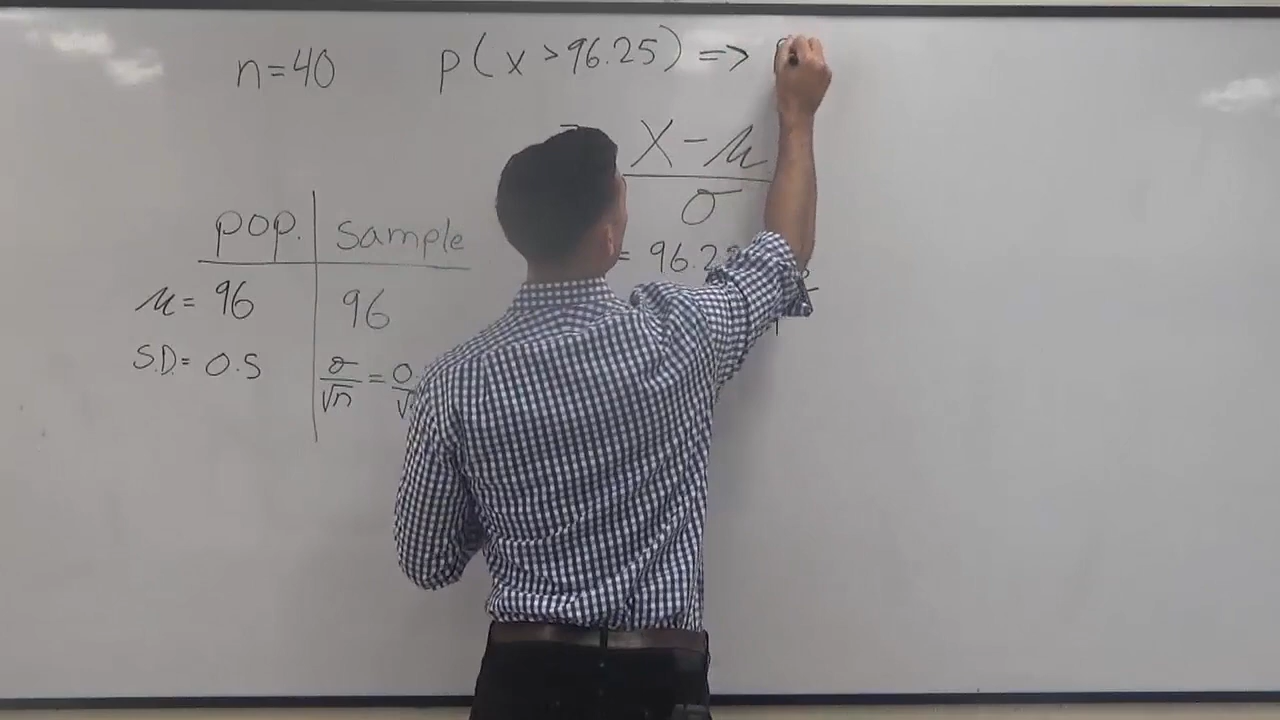 n=40
p(x>96.25) =>
X-μ
σ
pop. sample
= 96.2
μ= 96 96
S.D.= 0.5
σ = 0.
√n √